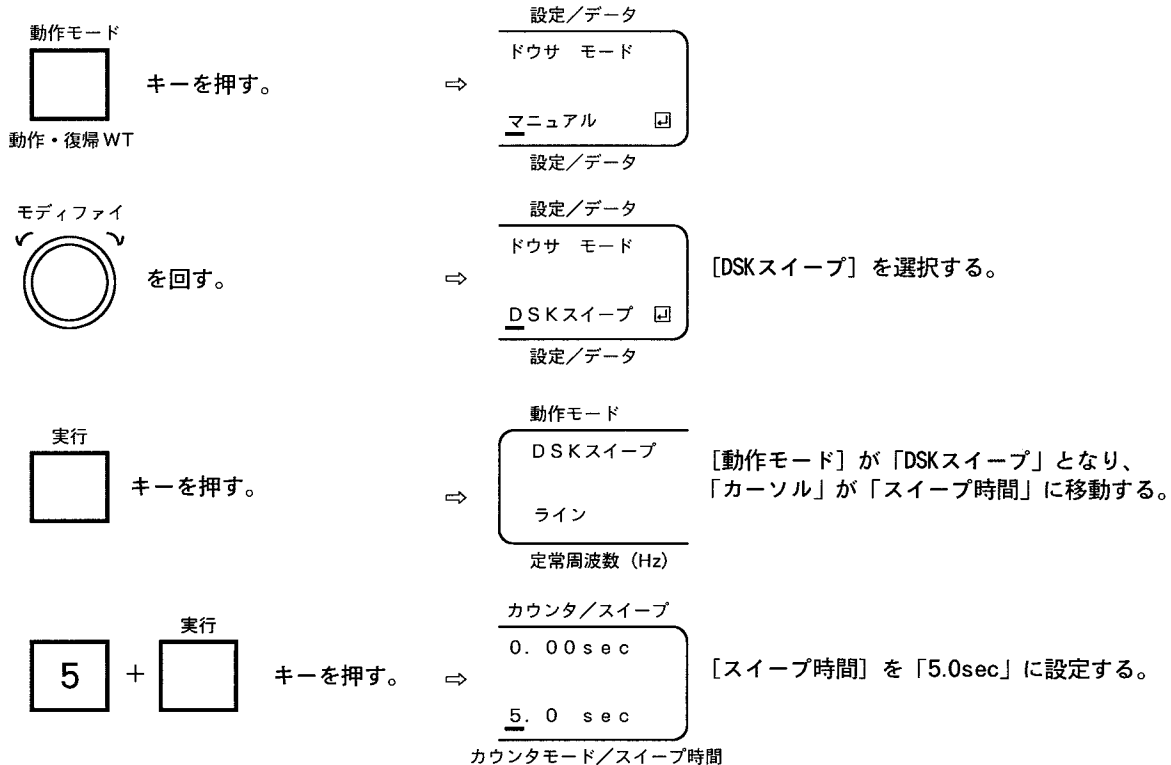 動作モード
キーを押す。
動作・復帰WT
⇨
設定／データ
ドウサ モード
マニュアル ↵
設定／データ
モディファイ
を回す。
⇨
設定／データ
ドウサ モード
DSKスイープ ↵
設定／データ
[DSKスイープ] を選択する。
実行
キーを押す。
⇨
動作モード
DSKスイープ
ライン
定常周波数（Hz）
[動作モード] が「DSKスイープ」となり、
「カーソル」が「スイープ時間」に移動する。
5 + 実行
キーを押す。
⇨
カウンタ／スイープ
0. 00sec
5. 0 sec
カウンタモード／スイープ時間
[スイープ時間] を「5.0sec」に設定する。